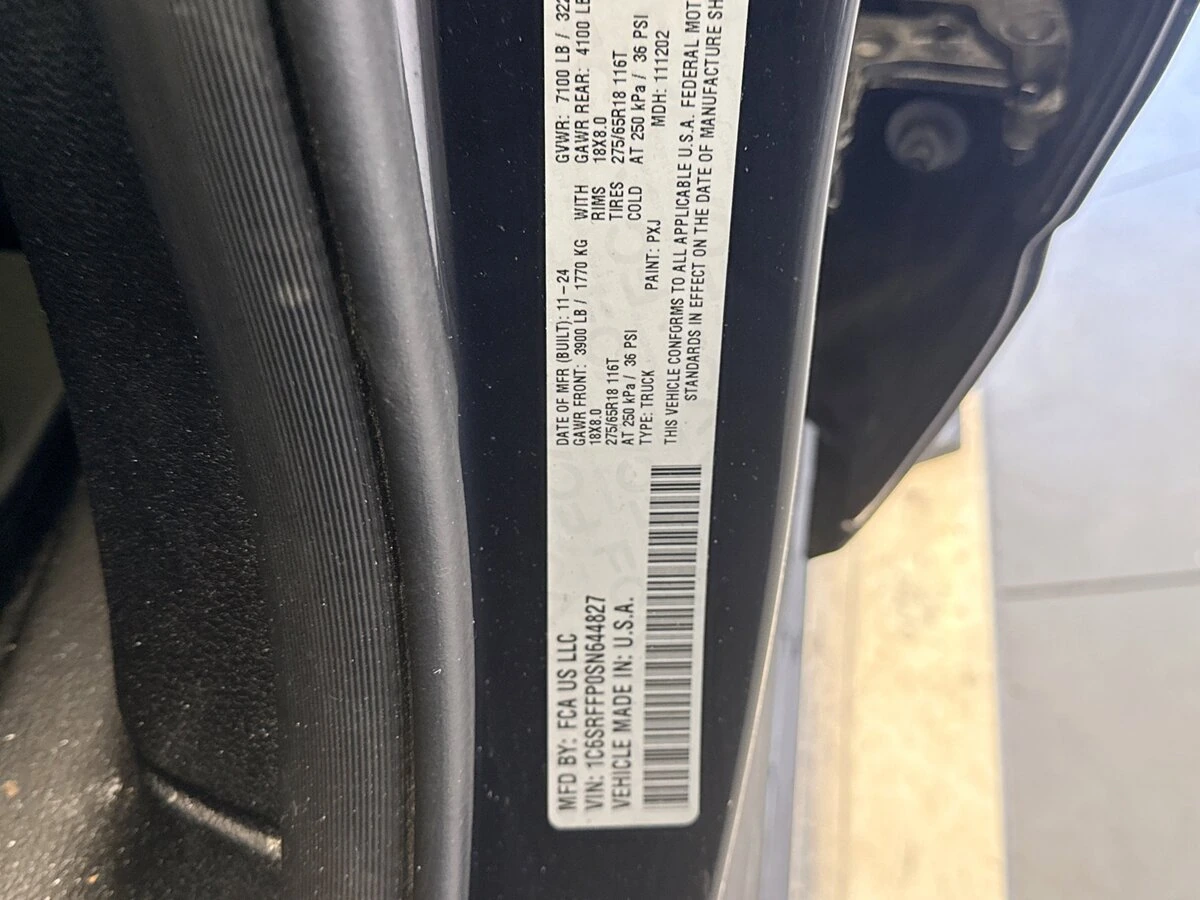 MFD BY: FCA US LLC
VIN: 1C6SRFFP0SN644827
VEHICLE MADE IN: U.S.A.
DATE OF MFR (BUILT): 11-24 GVWR: 7100 LB /
GAWR FRONT: 3900 LB / 1770 KG WITH GAWR REAR: 4100 LB
18X8.0 RIMS 18X8.0
275/65R18 116T TIRES 275/65R18 116T
AT 250 kPa / 36 PSI COLD AT 250 kPa / 36 PSI
TYPE: TRUCK PAINT: PXJ MDH: 111202
THIS VEHICLE CONFORMS TO ALL APPLICABLE U.S.A. FEDERAL
STANDARDS IN EFFECT ON THE DATE OF MANUFACTURE